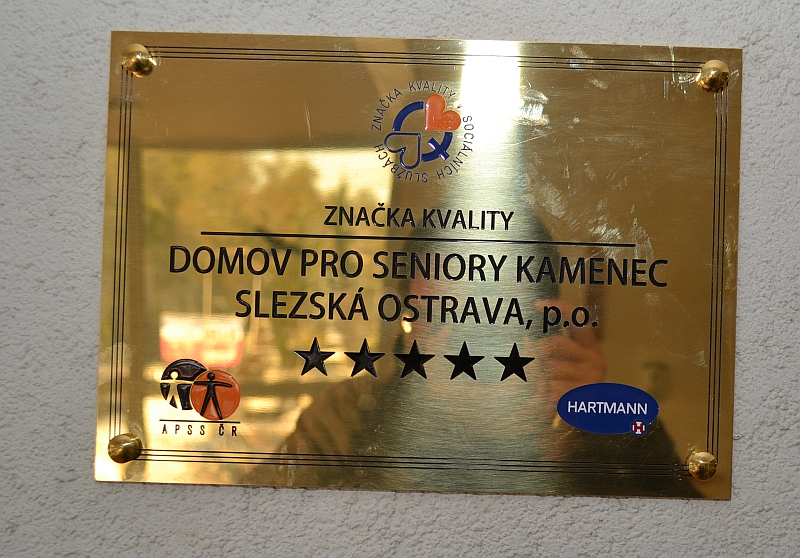 ZNAČKA KVALITY V SOCIÁLNÍCH SLUŽBÁCH
ZNAČKA KVALITY
DOMOV PRO SENIORY KAMENEC
SLEZSKÁ OSTRAVA, p.o.
APSS ČR
HARTMANN